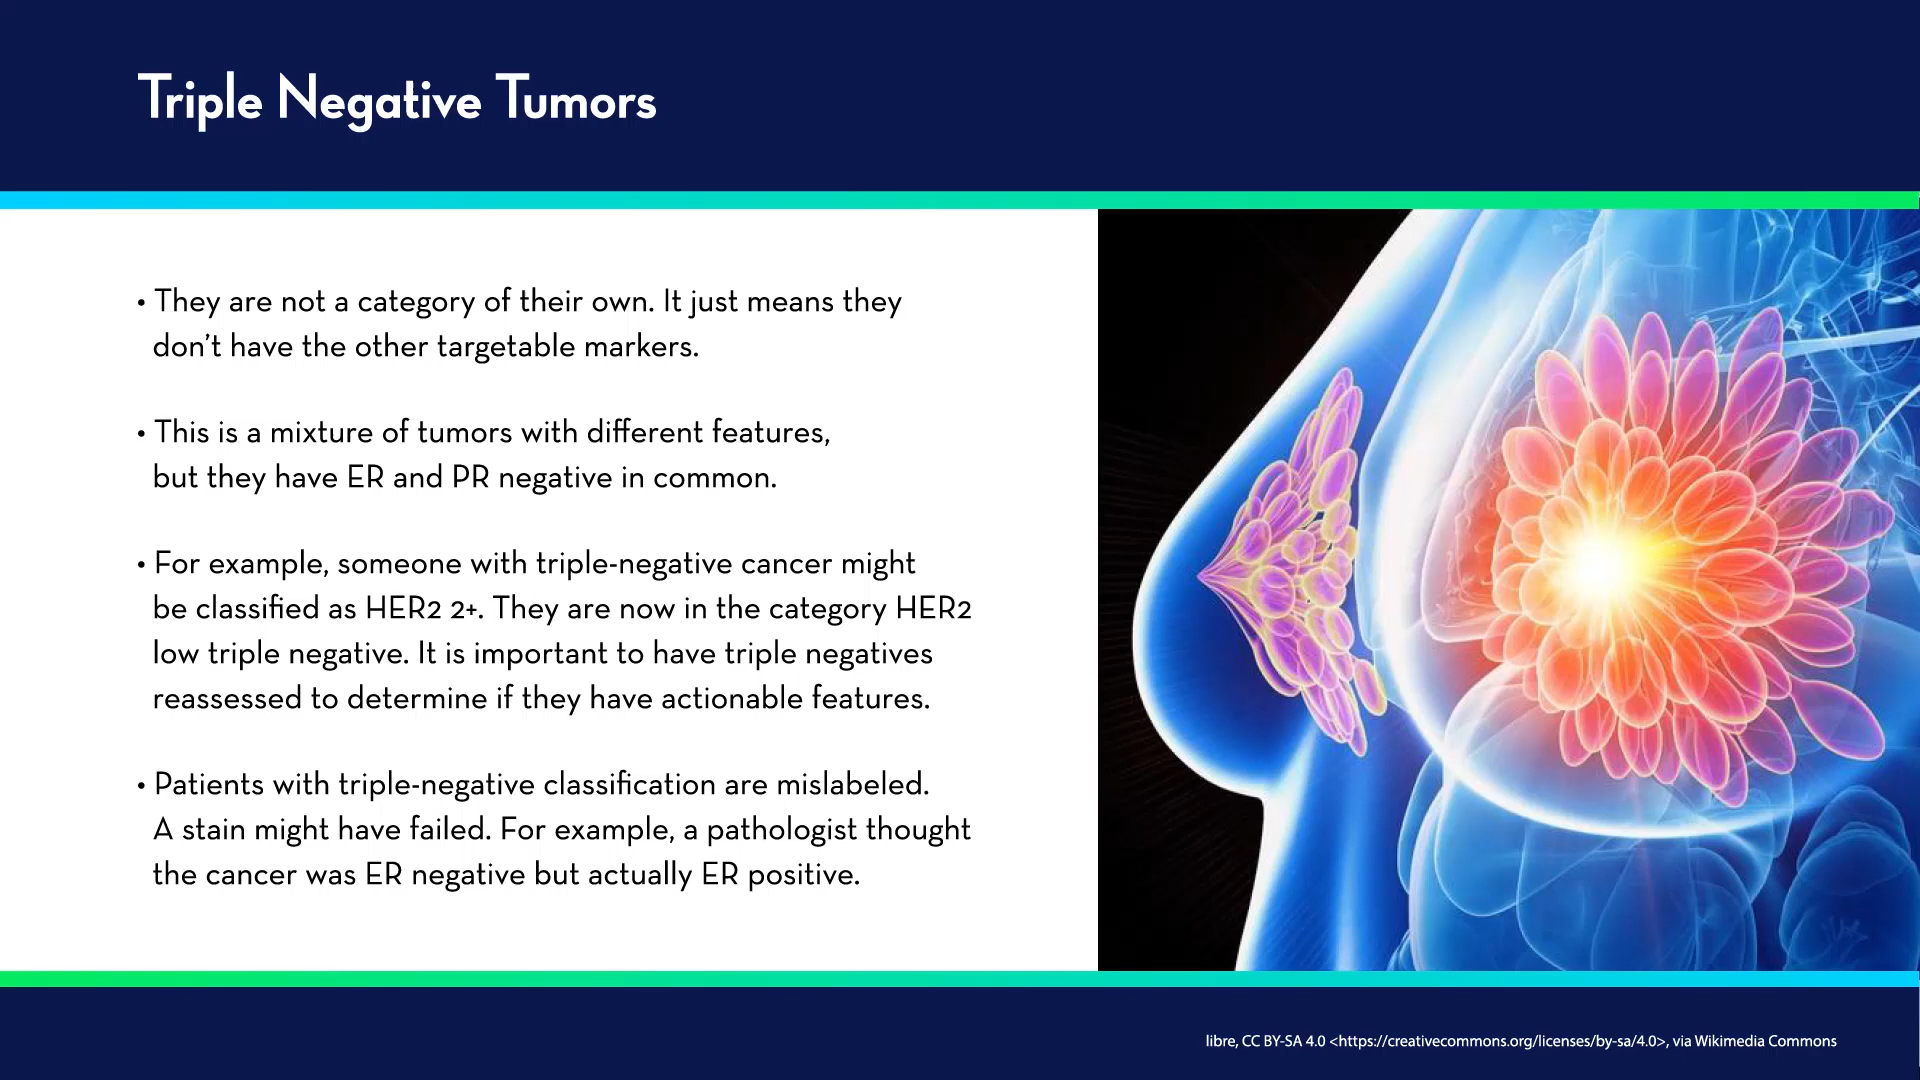 Triple Negative Tumors
• They are not a category of their own. It just means they
don’t have the other targetable markers.
• This is a mixture of tumors with different features,
but they have ER and PR negative in common.
• For example, someone with triple-negative cancer might
be classified as HER2 2+. They are now in the category HER2
low triple negative. It is important to have triple negatives
reassessed to determine if they have actionable features.
• Patients with triple-negative classification are mislabeled.
A stain might have failed. For example, a pathologist thought
the cancer was ER negative but actually ER positive.
libre, CC BY-SA 4.0 <https://creativecommons.org/licenses/by-sa/4.0>, via Wikimedia Commons